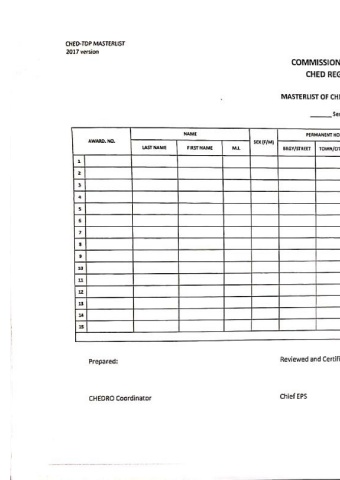 CHED-TDP MASTERLIST
2017 version
COMMISSION
CHED REG
MASTERLIST OF CHE
Se
AWARD. NO.
NAME
SEX (F/M)
PERMANENT HO
LAST NAME
FIRST NAME
M.I.
BRGY/STREET
TOWN/CIT
1
2
3
4
5
6
7
8
9
10
11
12
13
14
15
Prepared:
Reviewed and Certifi
CHEDRO Coordinator
Chief EPS